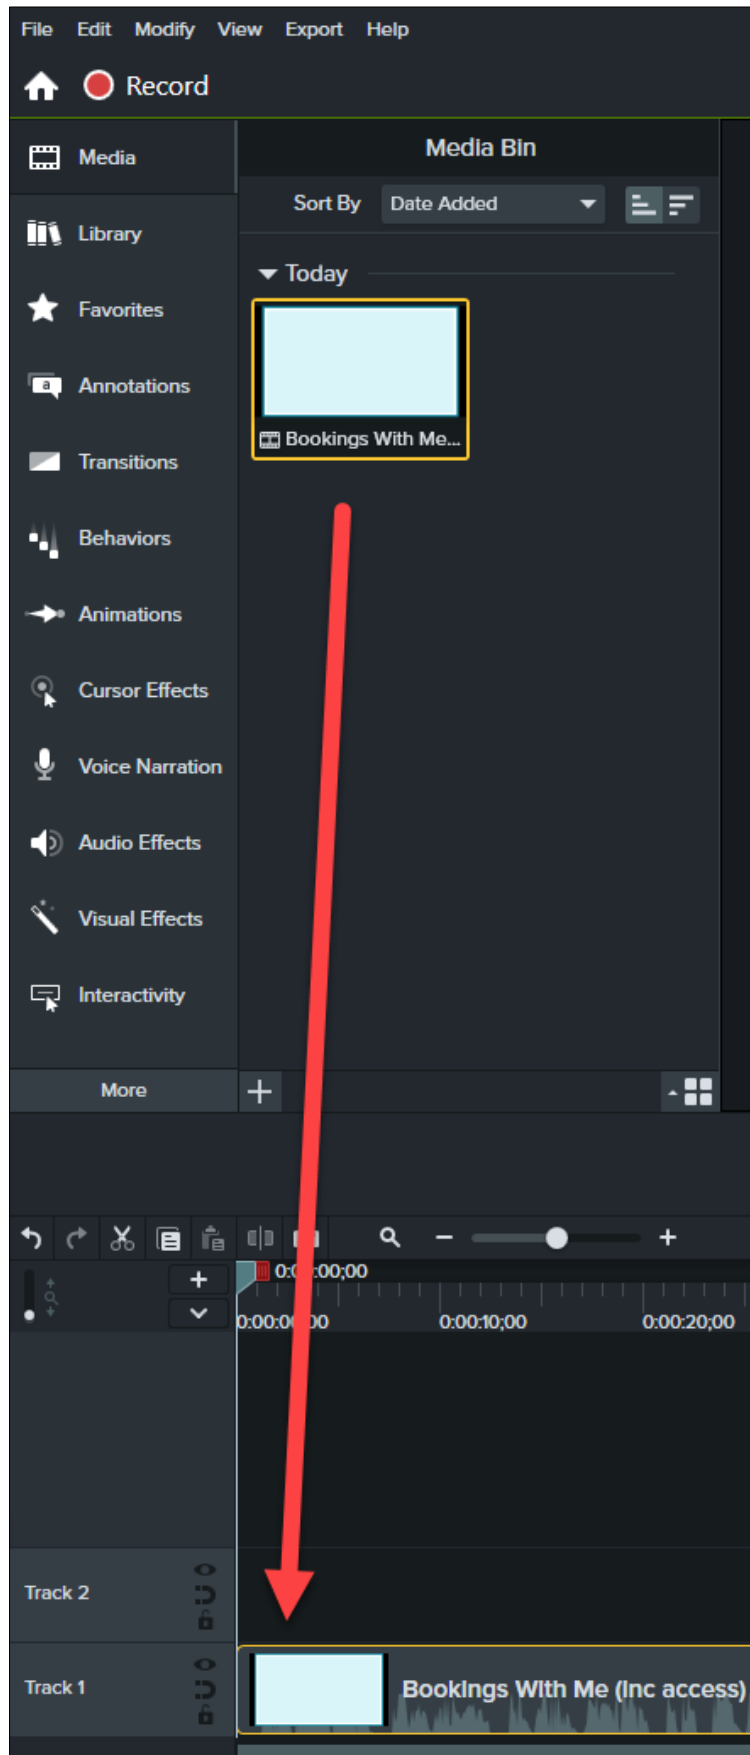 File Edit Modify View Export Help
Record
Media
Media Bin
Sort By Date Added
Library
Today
Favorites
Bookings With Me...
Annotations
a
Transitions
Behaviors
Animations
Cursor Effects
Voice Narration
Audio Effects
Visual Effects
Interactivity
More
0:00:10;00
0:00:20;00
Track 2
Track 1
Bookings With Me (inc access)